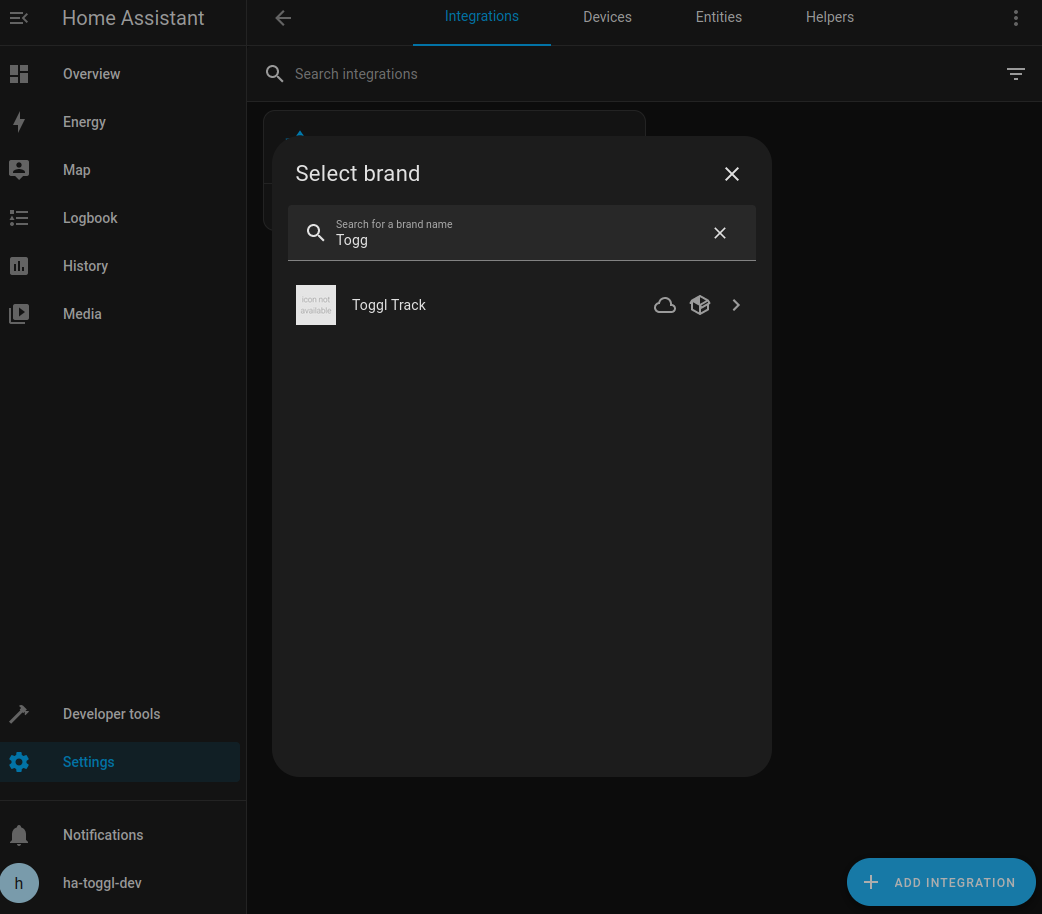 Home Assistant
Integrations
Devices
Entities
Helpers
Overview
Energy
Map
Logbook
History
Media
Developer tools
Settings
Notifications
h
ha-toggl-dev
Search integrations
Select brand
Search for a brand name
Togg
icon not
available
Toggl Track
ADD INTEGRATION